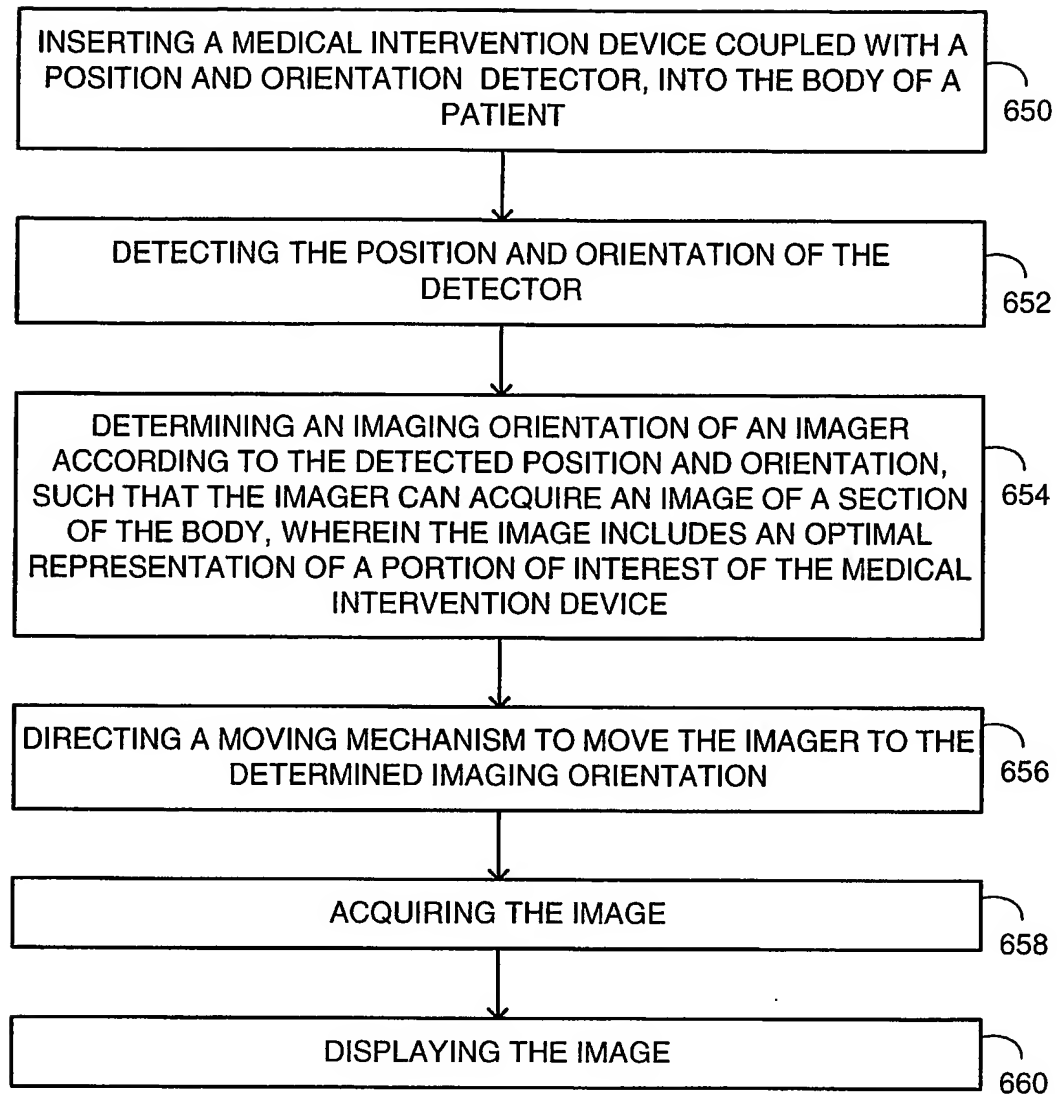 INSERTING A MEDICAL INTERVENTION DEVICE COUPLED WITH A
POSITION AND ORIENTATION DETECTOR, INTO THE BODY OF A
PATIENT
650
DETECTING THE POSITION AND ORIENTATION OF THE
DETECTOR
652
DETERMINING AN IMAGING ORIENTATION OF AN IMAGER
ACCORDING TO THE DETECTED POSITION AND ORIENTATION,
SUCH THAT THE IMAGER CAN ACQUIRE AN IMAGE OF A SECTION
OF THE BODY, WHEREIN THE IMAGE INCLUDES AN OPTIMAL
REPRESENTATION OF A PORTION OF INTEREST OF THE MEDICAL
INTERVENTION DEVICE
654
DIRECTING A MOVING MECHANISM TO MOVE THE IMAGER TO THE
DETERMINED IMAGING ORIENTATION
656
ACQUIRING THE IMAGE
658
DISPLAYING THE IMAGE
660